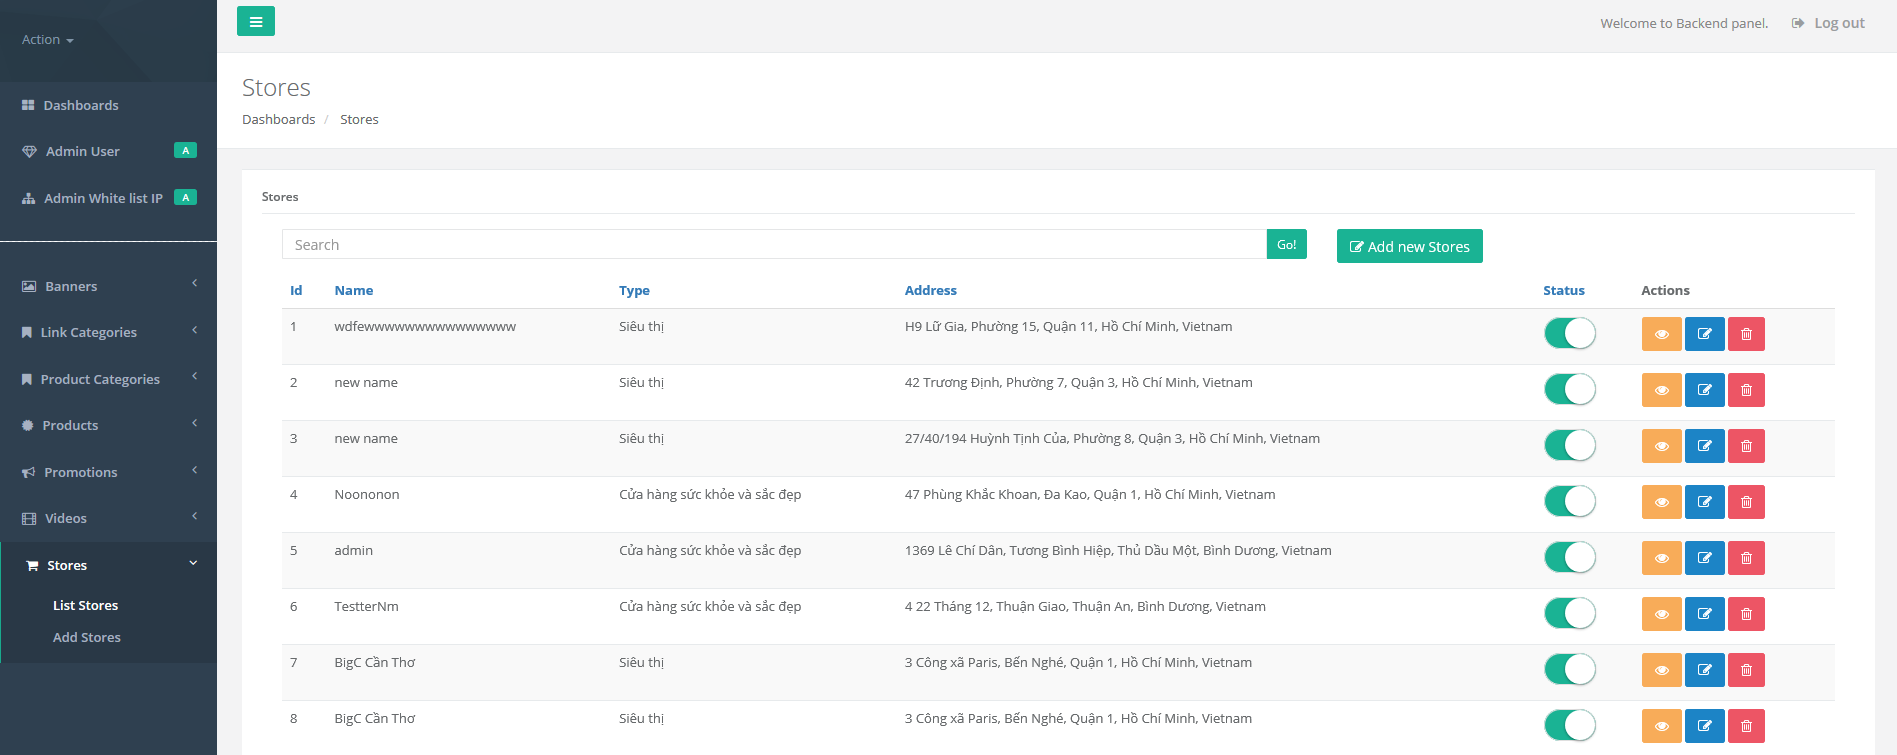 Action
Dashboards
Admin User A
Admin White list IP A
Banners
Link Categories
Product Categories
Products
Promotions
Videos
Stores
List Stores
Add Stores
Welcome to Backend panel. Log out
Stores
Dashboards / Stores
Stores
Search Go! Add new Stores
Id Name Type Address Status Actions
1 wdfewwwwwwwwwwwwwwww Siêu thị H9 Lữ Gia, Phường 15, Quận 11, Hồ Chí Minh, Vietnam
2 new name Siêu thị 42 Trương Định, Phường 7, Quận 3, Hồ Chí Minh, Vietnam
3 new name Siêu thị 27/40/194 Huỳnh Tịnh Của, Phường 8, Quận 3, Hồ Chí Minh, Vietnam
4 Noononon Cửa hàng sức khỏe và sắc đẹp 47 Phùng Khắc Khoan, Đa Kao, Quận 1, Hồ Chí Minh, Vietnam
5 admin Cửa hàng sức khỏe và sắc đẹp 1369 Lê Chí Dân, Tương Bình Hiệp, Thủ Dầu Một, Bình Dương, Vietnam
6 TestterNm Cửa hàng sức khỏe và sắc đẹp 4 22 Tháng 12, Thuận Giao, Thuận An, Bình Dương, Vietnam
7 BigC Cần Thơ Siêu thị 3 Công xã Paris, Bến Nghé, Quận 1, Hồ Chí Minh, Vietnam
8 BigC Cần Thơ Siêu thị 3 Công xã Paris, Bến Nghé, Quận 1, Hồ Chí Minh, Vietnam